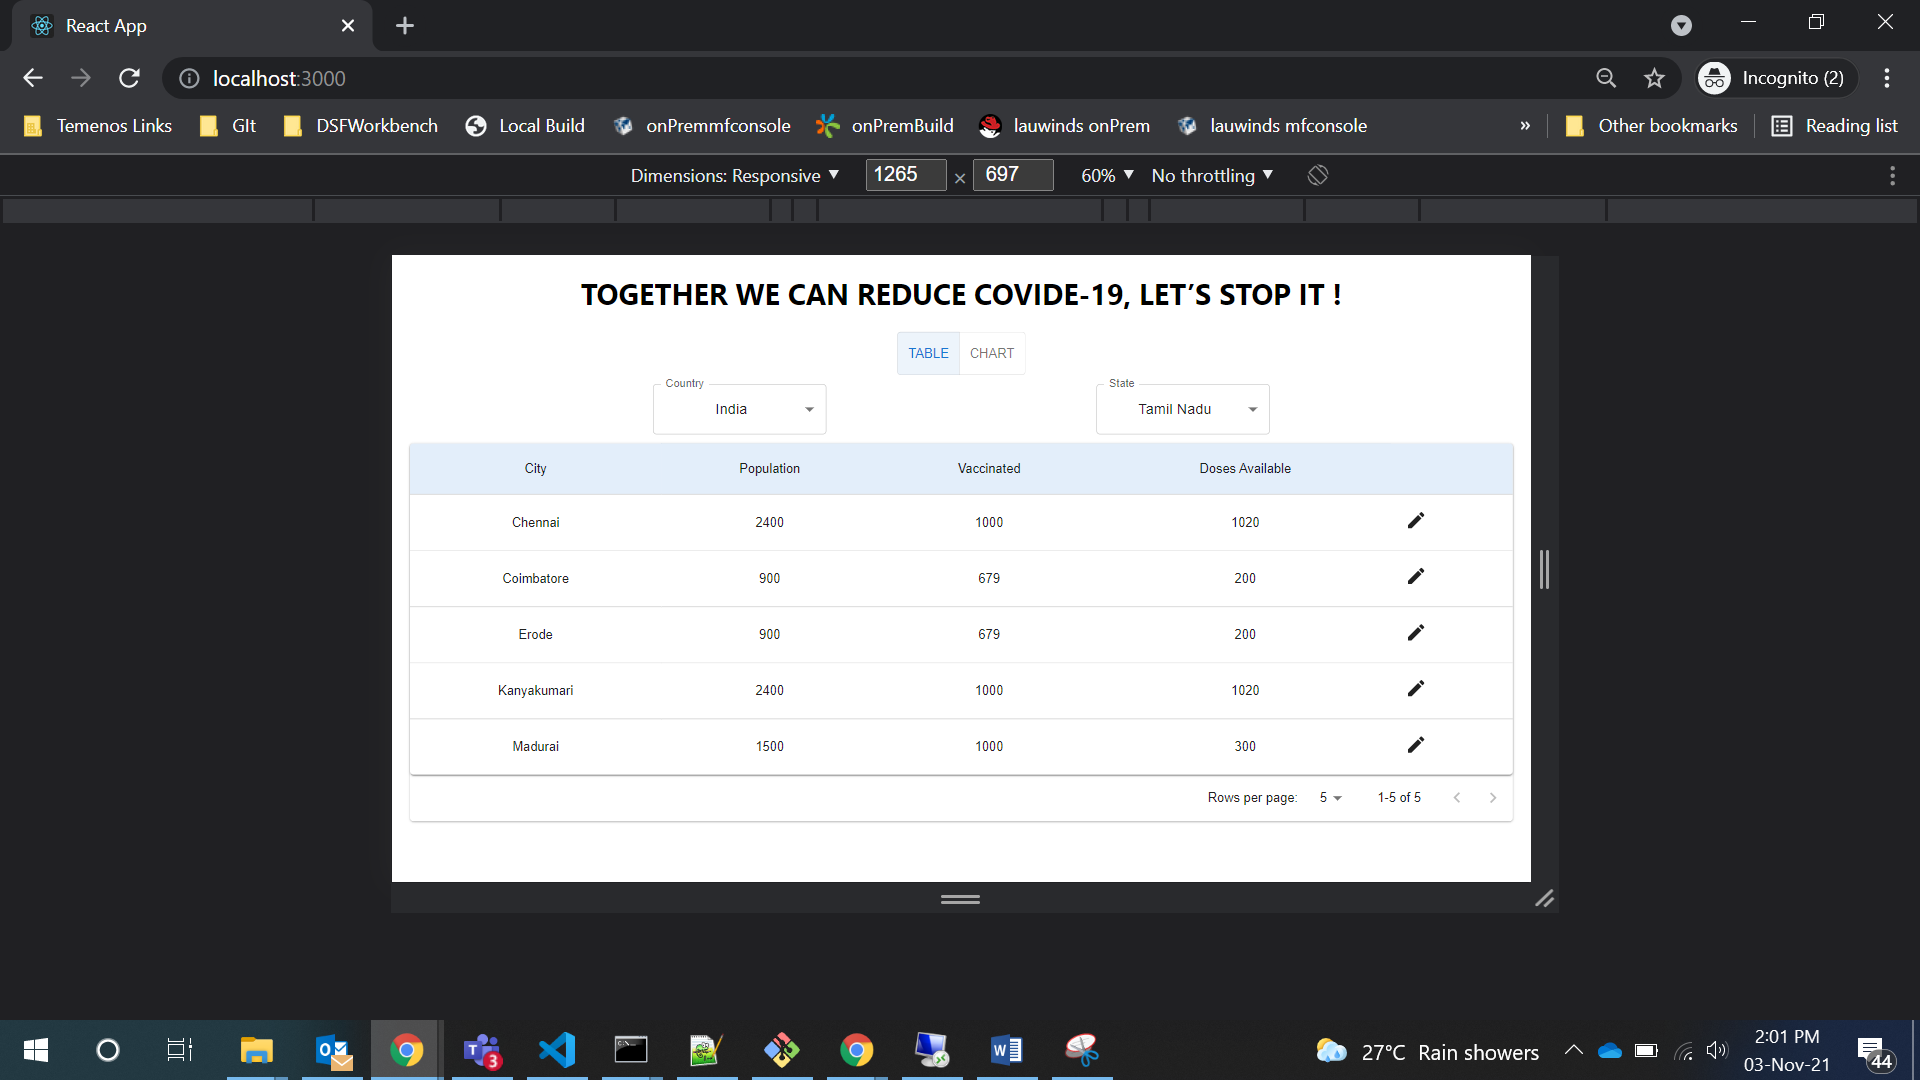 React App
localhost:3000
Incognito (2)
Temenos Links GIt DSFWorkbench Local Build onPremmfconsole onPremBuild lauwinds onPrem lauwinds mfconsole » Other bookmarks Reading list
Dimensions: Responsive 1265 × 697 60% No throttling
TOGETHER WE CAN REDUCE COVIDE-19, LET’S STOP IT !
TABLE CHART
Country State
India Tamil Nadu
City Population Vaccinated Doses Available
Chennai 2400 1000 1020
Coimbatore 900 679 200
Erode 900 679 200
Kanyakumari 2400 1000 1020
Madurai 1500 1000 300
Rows per page: 5 1-5 of 5
3
27°C Rain showers
2:01 PM
03-Nov-21
44